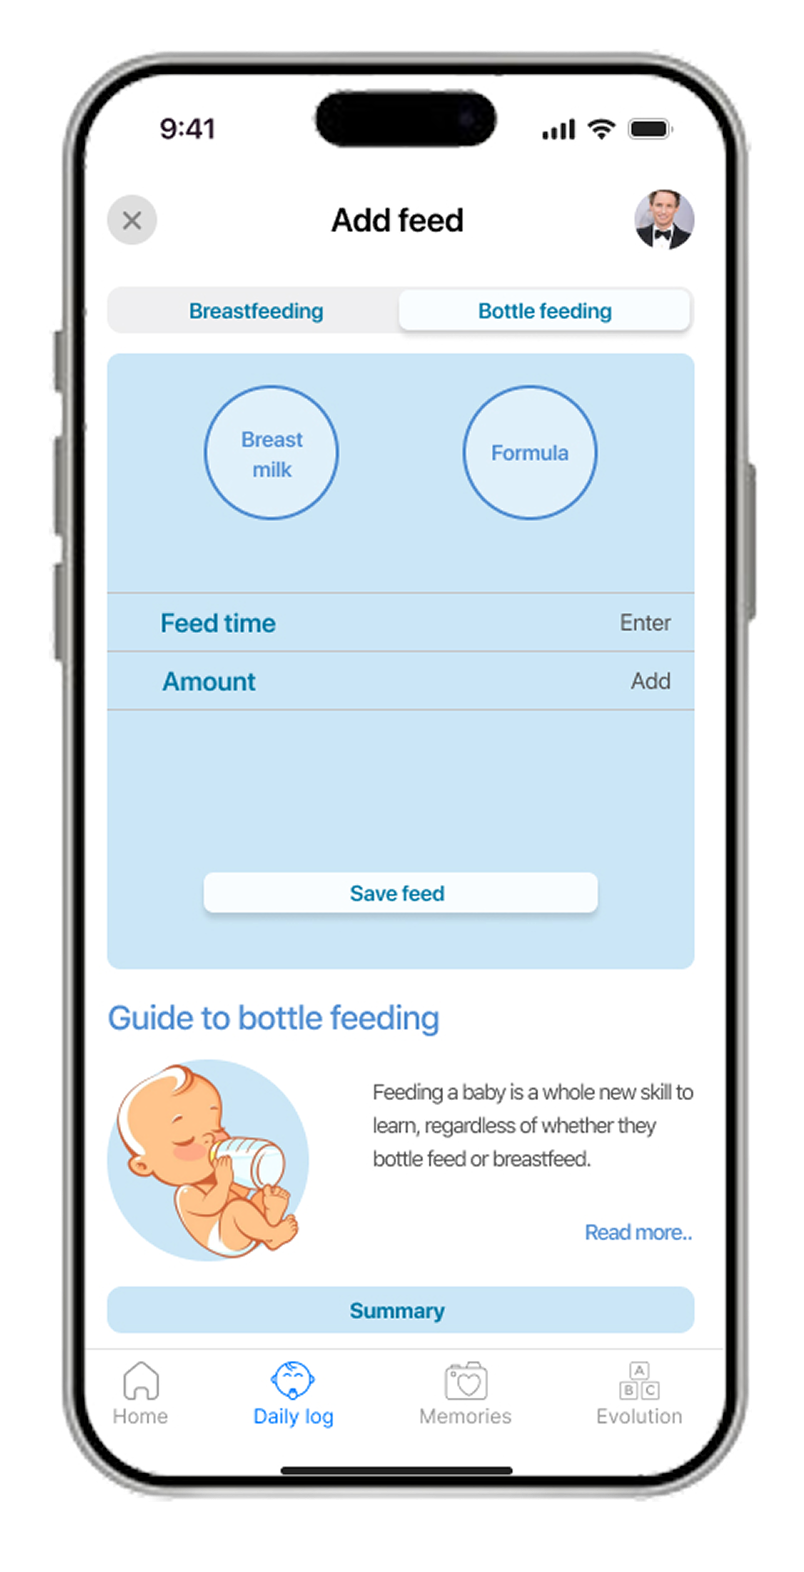 9:41
Add feed
Breastfeeding
Bottle feeding
Breast
milk
Formula
Feed time
Enter
Amount
Add
Save feed
Guide to bottle feeding
Feeding a baby is a whole new skill to
learn, regardless of whether they
bottle feed or breastfeed.
Read more..
Summary
A
B C
Home
Daily log
Memories
Evolution